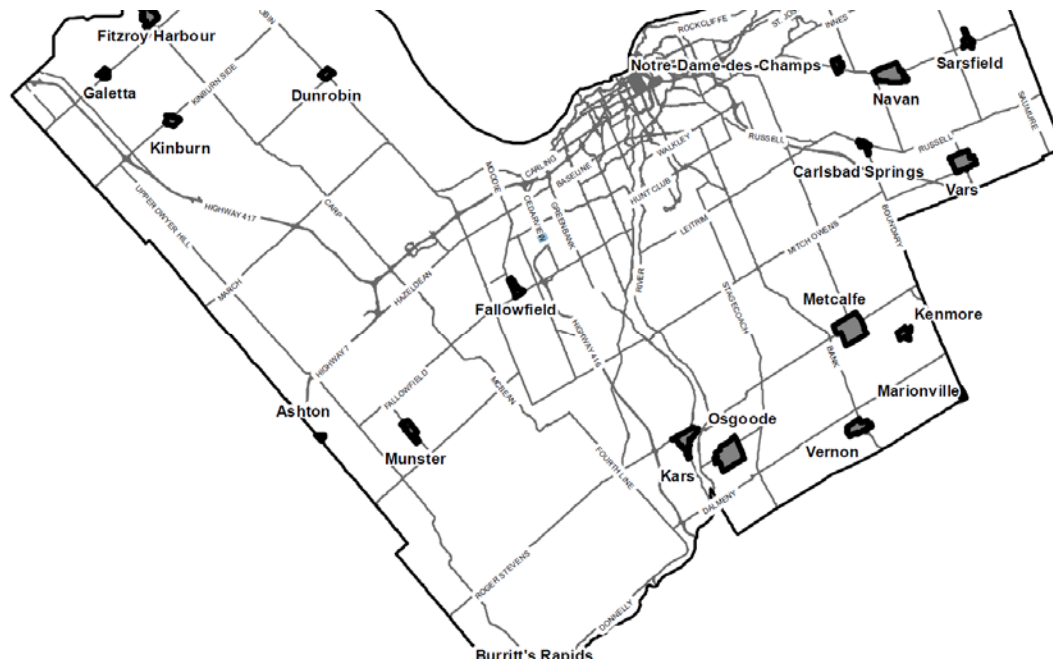 ROCKCLIFFE
ST. JO
INNES
Fitzroy Harbour
Notre-Dame-des-Champs
Sarsfield
Galetta
KINBURN SIDE
Dunrobin
Navan
SAUMURE
Kinburn
MOODIE
CARLING
BASELINE
WALKLEY
RUSSELL
RUSSELL
Carlsbad Springs
Vars
UPPER DWYER HILL
HIGHWAY 417
CARP
CEDARVIEW
GREENBANK
HUNT CLUB
LEITRIM
MITCH OWENS
BOUNDARY
MARCH
HAZELDEAN
Fallowfield
RIVER
STAGECOACH
Metcalfe
Kenmore
HIGHWAY 7
FALLOWFIELD
MCBEAN
HIGHWAY 416
BANK
Marionville
Ashton
Munster
Osgoode
Vernon
Kars
FOURTH LINE
DALMENY
ROGER STEVENS
DONNELLY
Burritt's Rapids